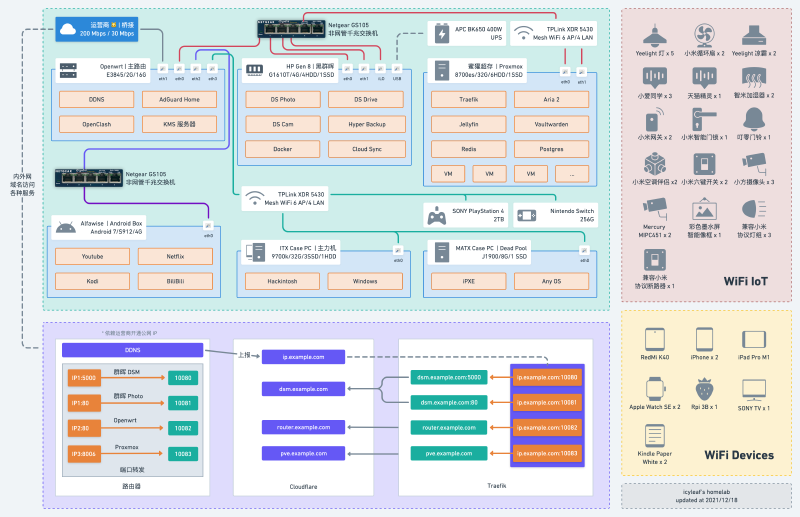 运营商 | 桥接
200 Mbps / 30 Mbps
Netgear GS105
非网管千兆交换机
APC BK650 400W
UPS
TPLink XDR 5430
Mesh WiFi 6 AP/4 LAN
Openwrt | 主路由
E3845/2G/16G
eth1
eth0
eth2
eth3
DDNS
AdGuard Home
OpenClash
KMS 服务器
HP Gen 8 | 黑群晖
G1610T/4G/4HDD/1SSD
eth0
eth1
iLO
USB
DS Photo
DS Drive
DS Cam
Hyper Backup
Docker
Cloud Sync
蜜獾超存 | Proxmox
8700es/32G/6HDD/1SSD
eth0
eth1
Traefik
Aria 2
Jellyfin
Vaultwarden
Redis
Postgres
VM
VM
VM
...
内外网
域名访问
各种服务
Netgear GS105
非网管千兆交换机
TPLink XDR 5430
Mesh WiFi 6 AP/4 LAN
SONY PlayStation 4
2TB
Nintendo Switch
256G
Alfawise | Android Box
Android 7/S912/4G
eth0
Youtube
Netflix
Kodi
BiliBili
ITX Case PC | 主力机
9700k/32G/3SSD/1HDD
eth0
Hackintosh
Windows
MATX Case PC | Dead Pool
J1900/8G/1 SSD
eth0
iPXE
Any OS
Yeelight 灯 x 5
小米循环扇 x 2
Yeelight 凉霸 x 2
小爱同学 x 3
天猫精灵 x 1
智米加湿器 x 2
小米网关 x 2
小米智能门锁 x 1
叮零门铃 x 1
小米空调伴侣 x2
小米六键开关 x 2
小方摄像头 x 3
Mercury
MIPC451 x 2
彩色墨水屏
智能像框 x 1
兼容小米
协议灯组 x 3
兼容小米
协议断路器 x 1
WiFi IoT
* 依赖运营商开通公网 IP
DDNS
上报
ip.example.com
群晖 DSM
IP1:5000
10080
群晖 Photo
IP1:80
10081
Openwrt
IP2:80
10082
Proxmox
IP3:8006
10083
端口转发
路由器
dsm.example.com
router.example.com
pve.example.com
Cloudflare
dsm.example.com:5000
ip.example.com:10080
dsm.example.com:80
ip.example.com:10081
router.example.com
ip.example.com:10082
pve.example.com
ip.example.com:10083
Traefik
RedMi K40
iPhone x 2
iPad Pro M1
Apple Watch SE x 2
Rpi 3B x 1
SONY TV x 1
Kindle Paper
White x 2
WiFi Devices
icyleaf's homelab
updated at 2021/12/18